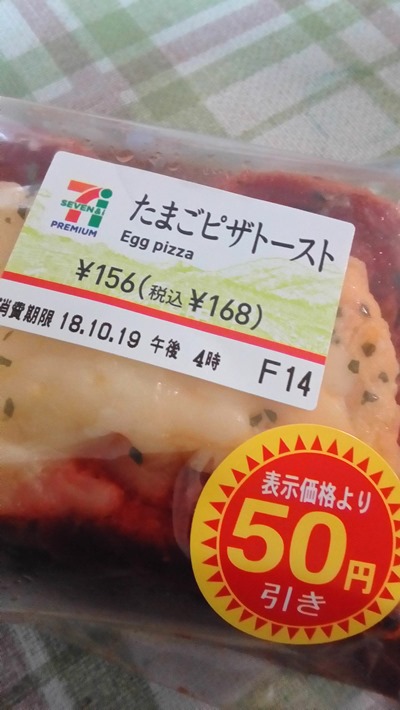 SEVEN&i
PREMIUM
たまごピザトースト
Egg pizza
¥156(税込¥168)
消費期限 18.10.19 午後 4時
F14
表示価格より
50円
引き